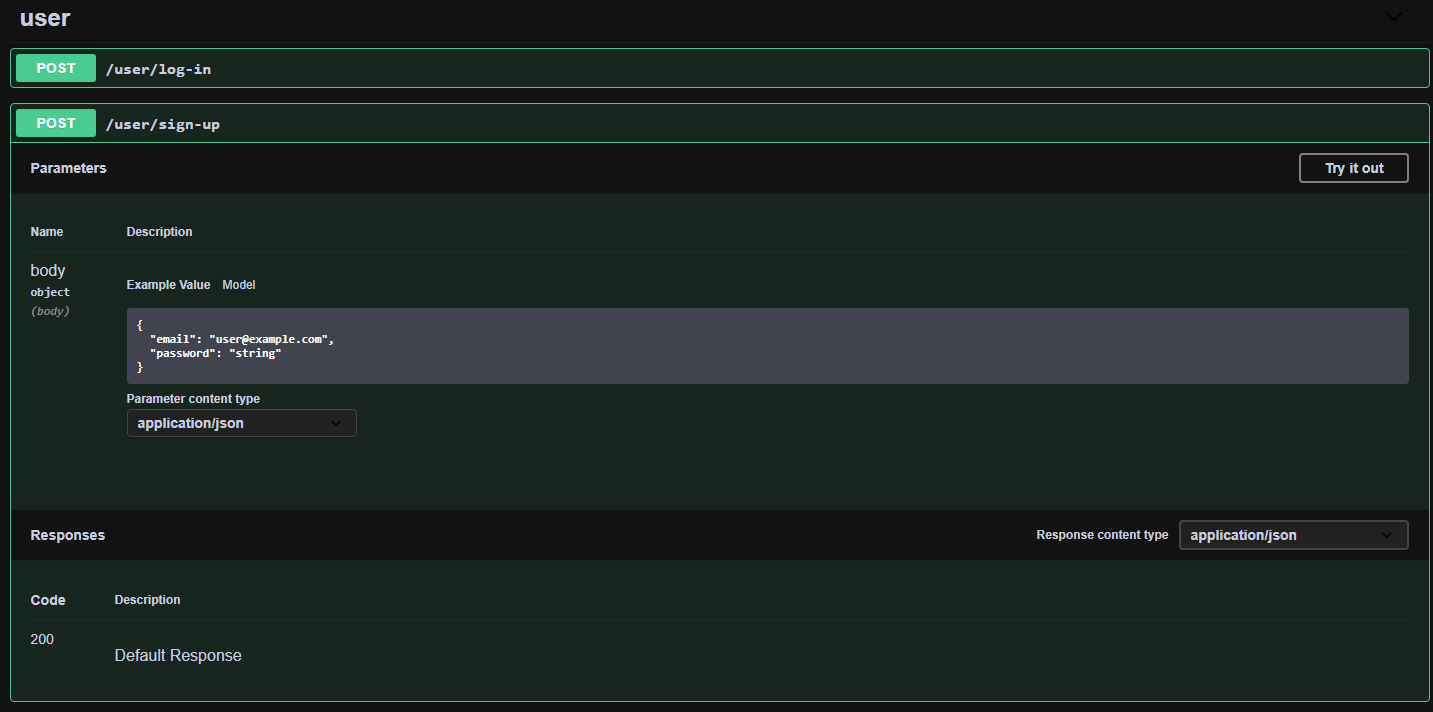 user
POST /user/log-in
POST /user/sign-up
Parameters Try it out
Name Description
body
object
(body)
Example Value Model
{
  "email": "user@example.com",
  "password": "string"
}
Parameter content type
application/json
Responses Response content type application/json
Code Description
200
Default Response